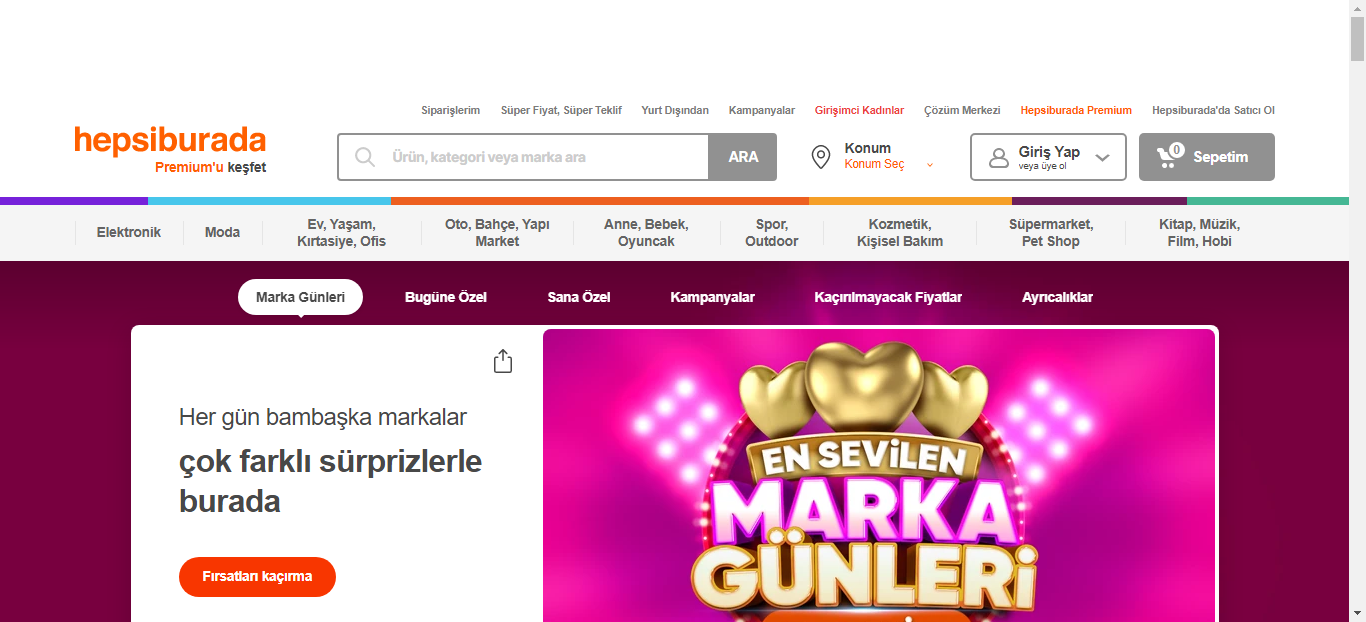 Siparişlerim Süper Fiyat, Süper Teklif Yurt Dışından Kampanyalar Girişimci Kadınlar Çözüm Merkezi Hepsiburada Premium Hepsiburada'da Satıcı Ol
hepsiburada
Premium'u keşfet
Ürün, kategori veya marka ara
ARA
Konum
Konum Seç
Giriş Yap
veya üye ol
0
Sepetim
Elektronik
Moda
Ev, Yaşam,
Kırtasiye, Ofis
Oto, Bahçe, Yapı
Market
Anne, Bebek,
Oyuncak
Spor,
Outdoor
Kozmetik,
Kişisel Bakım
Süpermarket,
Pet Shop
Kitap, Müzik,
Film, Hobi
Marka Günleri Bugüne Özel Sana Özel Kampanyalar Kaçırılmayacak Fiyatlar Ayrıcalıklar
Her gün bambaşka markalar
çok farklı sürprizlerle
burada
Fırsatları kaçırma
EN SEViLEN
MARKA
GÜNLERi